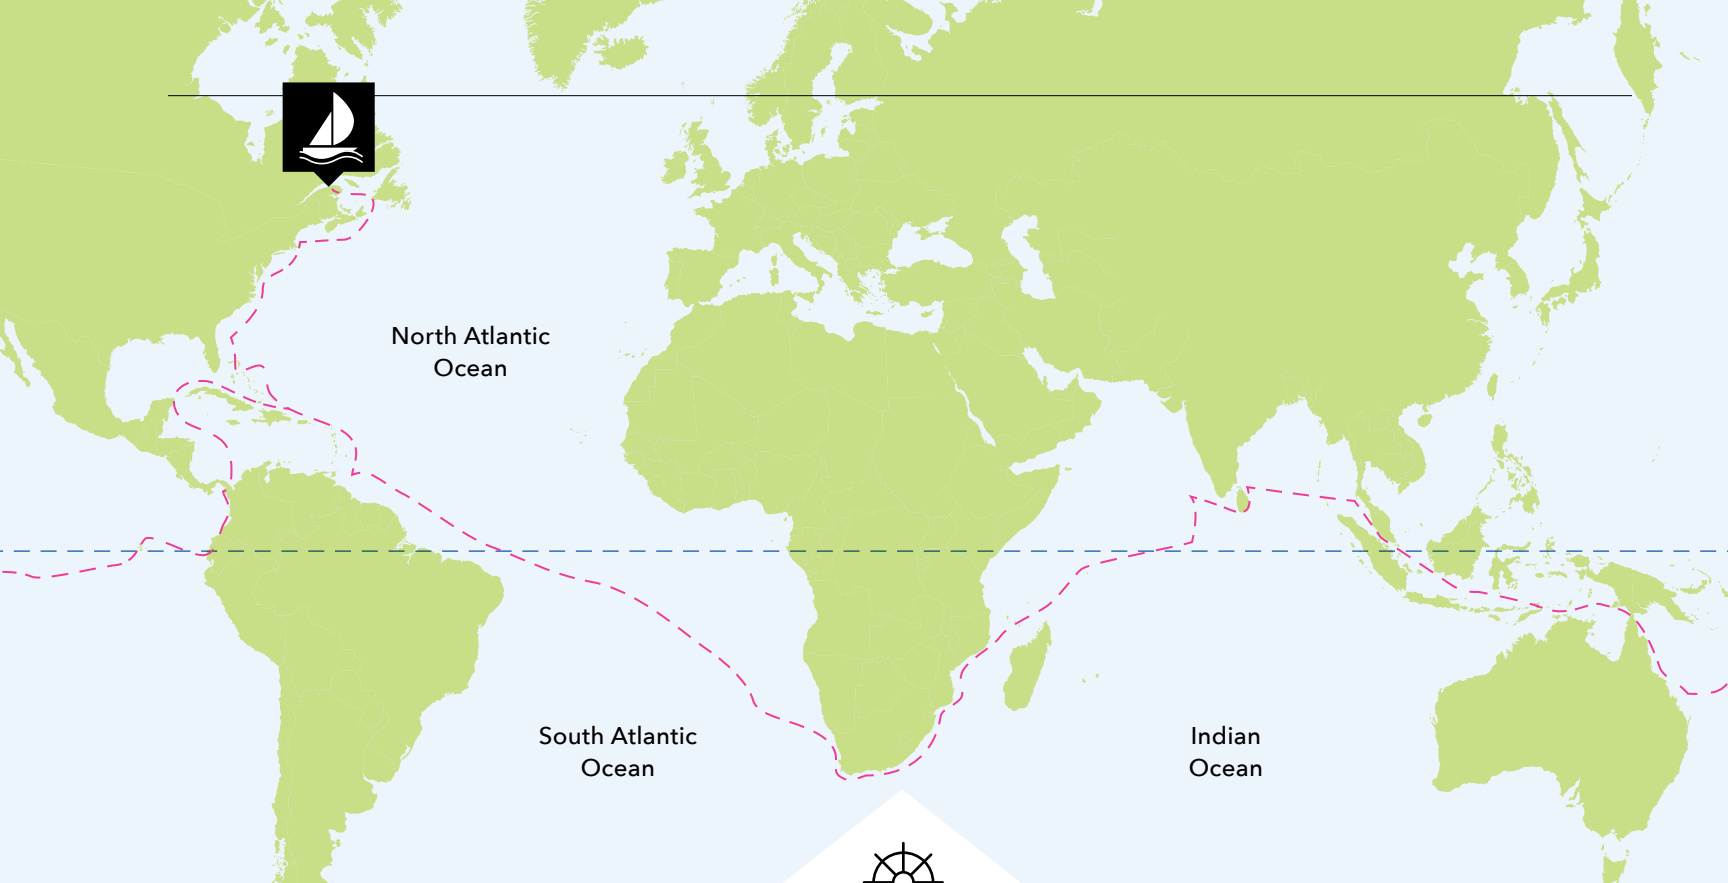 North Atlantic
Ocean
South Atlantic
Ocean
Indian
Ocean